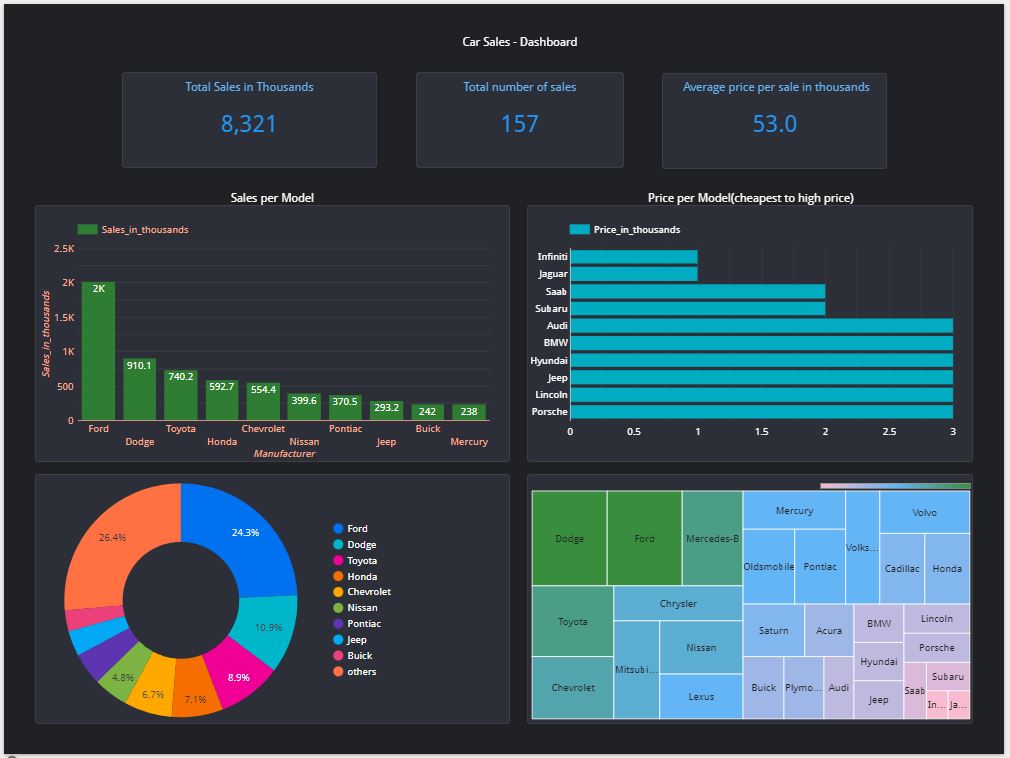 Car Sales - Dashboard
Total Sales in Thousands
8,321
Total number of sales
157
Average price per sale in thousands
53.0
Sales per Model
Sales_in_thousands
2.5K
2K
1.5K
1K
500
0
Sales_in_thousands
2K
910.1
740.2
592.7
554.4
399.6
370.5
293.2
242
238
Ford
Dodge
Toyota
Honda
Chevrolet
Nissan
Pontiac
Jeep
Buick
Mercury
Manufacturer
Price per Model(cheapest to high price)
Price_in_thousands
Infiniti
Jaguar
Saab
Subaru
Audi
BMW
Hyundai
Jeep
Lincoln
Porsche
0
0.5
1
1.5
2
2.5
3
24.3%
10.9%
8.9%
7.1%
6.7%
4.8%
26.4%
Ford
Dodge
Toyota
Honda
Chevrolet
Nissan
Pontiac
Jeep
Buick
others
Dodge
Ford
Mercedes-B
Toyota
Chevrolet
Chrysler
Mitsubi...
Nissan
Lexus
Mercury
Oldsmobile
Pontiac
Volks...
Volvo
Cadillac
Honda
Saturn
Acura
Buick
Plymo...
Audi
BMW
Hyundai
Jeep
Lincoln
Porsche
Saab
Subaru
In...
Ja...